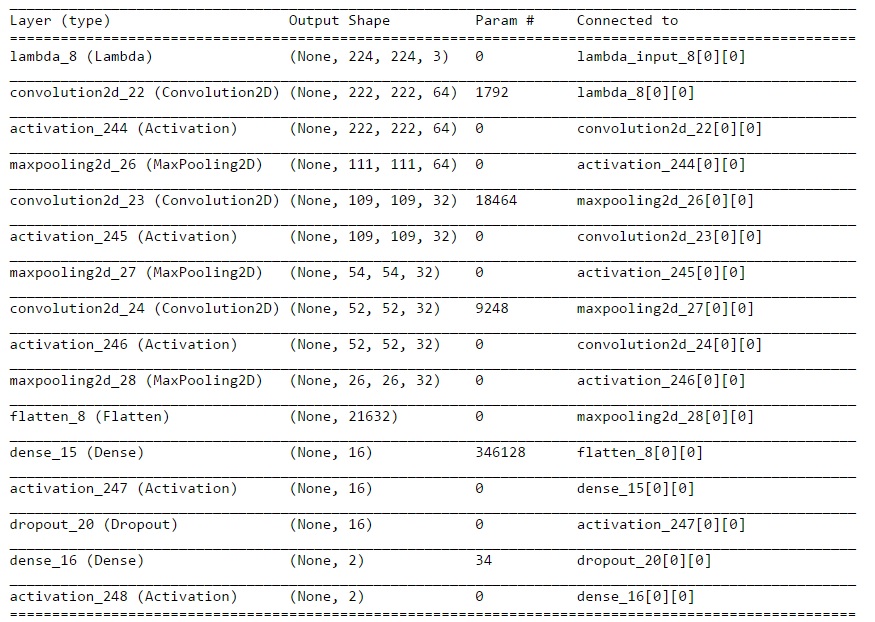 Layer (type) Output Shape Param # Connected to
lambda_8 (Lambda) (None, 224, 224, 3) 0 lambda_input_8[0][0]
convolution2d_22 (Convolution2D) (None, 222, 222, 64) 1792 lambda_8[0][0]
activation_244 (Activation) (None, 222, 222, 64) 0 convolution2d_22[0][0]
maxpooling2d_26 (MaxPooling2D) (None, 111, 111, 64) 0 activation_244[0][0]
convolution2d_23 (Convolution2D) (None, 109, 109, 32) 18464 maxpooling2d_26[0][0]
activation_245 (Activation) (None, 109, 109, 32) 0 convolution2d_23[0][0]
maxpooling2d_27 (MaxPooling2D) (None, 54, 54, 32) 0 activation_245[0][0]
convolution2d_24 (Convolution2D) (None, 52, 52, 32) 9248 maxpooling2d_27[0][0]
activation_246 (Activation) (None, 52, 52, 32) 0 convolution2d_24[0][0]
maxpooling2d_28 (MaxPooling2D) (None, 26, 26, 32) 0 activation_246[0][0]
flatten_8 (Flatten) (None, 21632) 0 maxpooling2d_28[0][0]
dense_15 (Dense) (None, 16) 346128 flatten_8[0][0]
activation_247 (Activation) (None, 16) 0 dense_15[0][0]
dropout_20 (Dropout) (None, 16) 0 activation_247[0][0]
dense_16 (Dense) (None, 2) 34 dropout_20[0][0]
activation_248 (Activation) (None, 2) 0 dense_16[0][0]